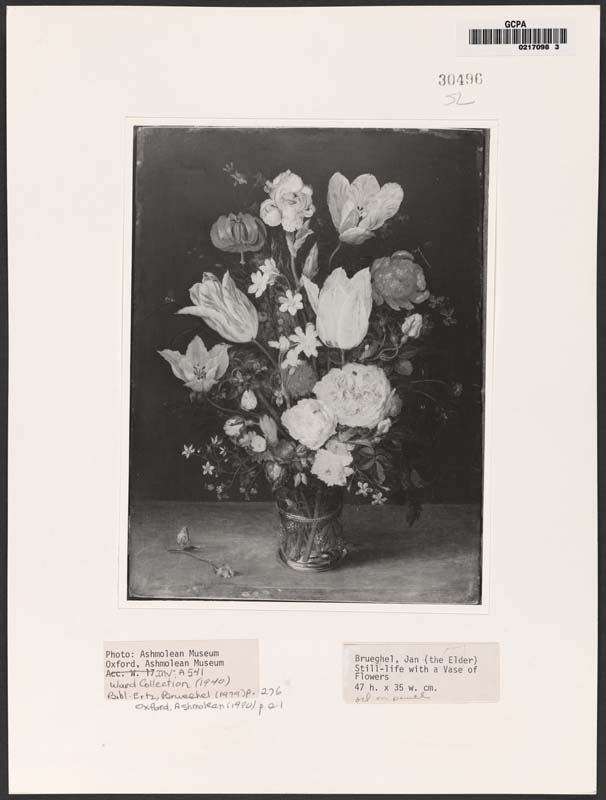 GCPA
0217098 3
30496
SL
Photo: Ashmolean Museum
Oxford, Ashmolean Museum
Acc. W. 17 INV: A 541
Ward Collection (1940)
Bibl. Ertz, Brueghel (1979) p. 276
Oxford, Ashmolean (1980) p 21
Brueghel, Jan (the Elder)
Still-life with a Vase of
Flowers
47 h. x 35 w. cm.
oil on panel